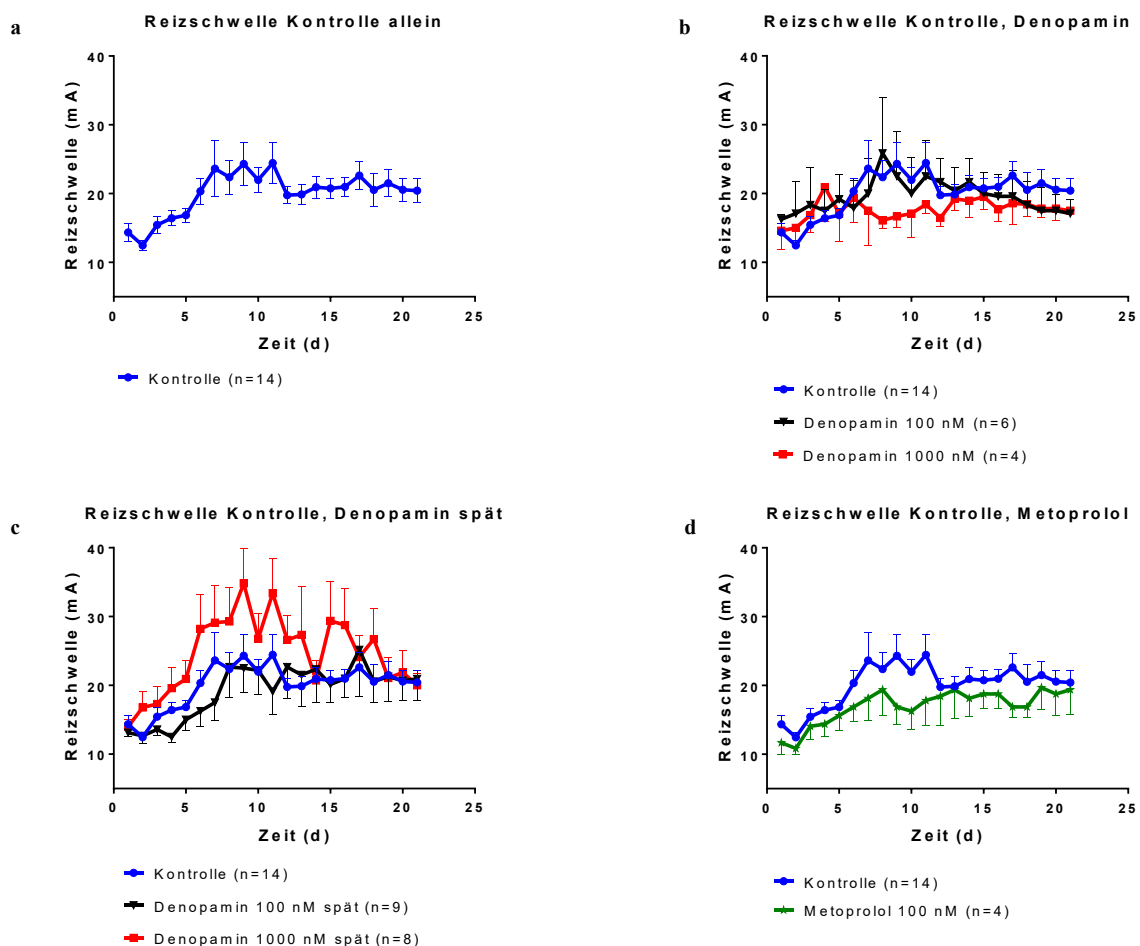 a
Reizschwelle Kontrolle allein
Reizschwelle (mA)
40
30
20
10
0 5 10 15 20 25
Zeit (d)
Kontrolle (n=14)
b
Reizschwelle Kontrolle, Denopamin
Reizschwelle (mA)
40
30
20
10
0 5 10 15 20 25
Zeit (d)
Kontrolle (n=14)
Denopamin 100 nM (n=6)
Denopamin 1000 nM (n=4)
c
Reizschwelle Kontrolle, Denopamin spät
Reizschwelle (mA)
40
30
20
10
0 5 10 15 20 25
Zeit (d)
Kontrolle (n=14)
Denopamin 100 nM spät (n=9)
Denopamin 1000 nM spät (n=8)
d
Reizschwelle Kontrolle, Metoprolol
Reizschwelle (mA)
40
30
20
10
0 5 10 15 20 25
Zeit (d)
Kontrolle (n=14)
Metoprolol 100 nM (n=4)